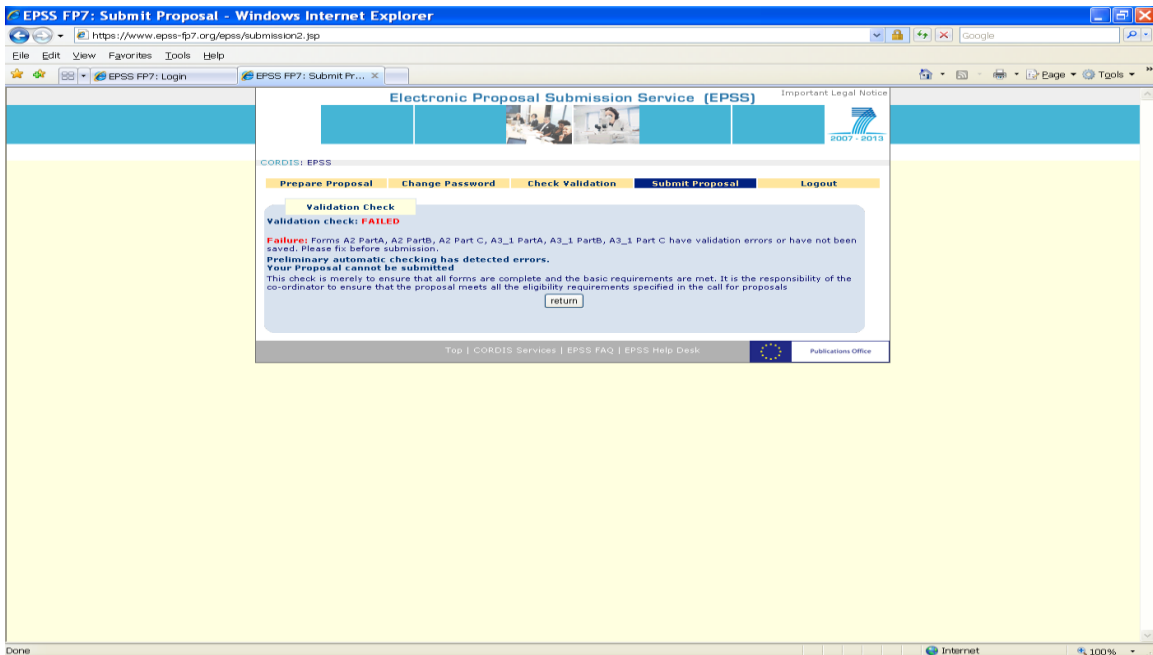 EPSS FP7: Submit Proposal - Windows Internet Explorer
https://www.epss-fp7.org/epss/submission2.jsp
Google
File Edit View Favorites Tools Help
EPSS FP7: Login
EPSS FP7: Submit Pr...
Page Tools
Electronic Proposal Submission Service (EPSS)
Important Legal Notice
7
2007 - 2013
CORDIS: EPSS
Prepare Proposal Change Password Check Validation Submit Proposal Logout
Validation Check
Validation check: FAILED
Failure: Forms A2 PartA, A2 PartB, A2 Part C, A3_1 PartA, A3_1 PartB, A3_1 Part C have validation errors or have not been
saved. Please fix before submission.
Preliminary automatic checking has detected errors.
Your Proposal cannot be submitted
This check is merely to ensure that all forms are complete and the basic requirements are met. It is the responsibility of the
co-ordinator to ensure that the proposal meets all the eligibility requirements specified in the call for proposals
return
Top | CORDIS Services | EPSS FAQ | EPSS Help Desk
Publications Office
Done
Internet
100%